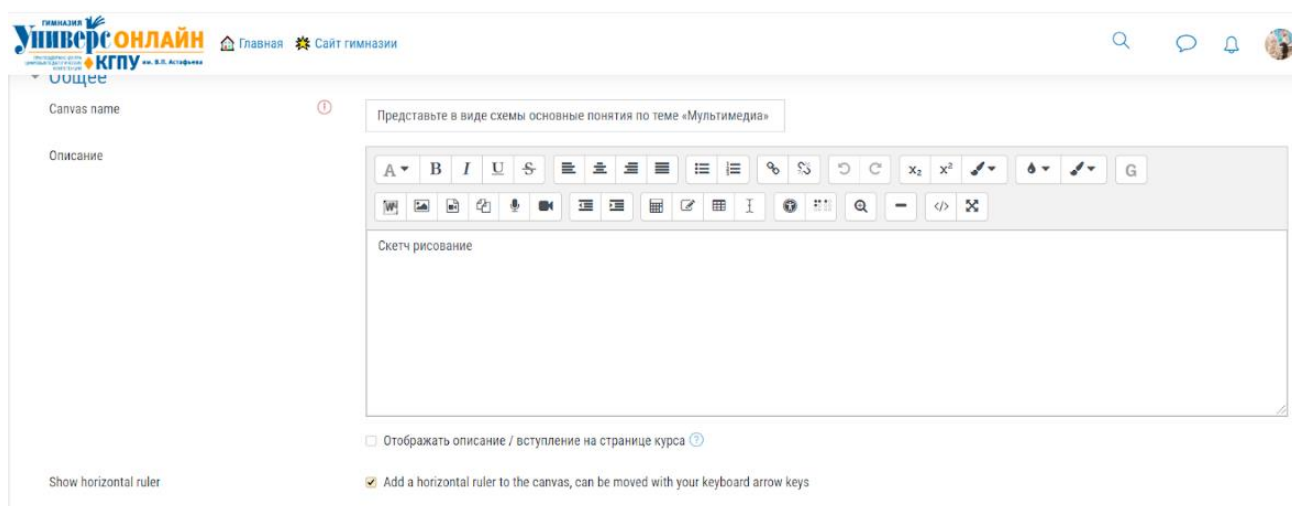 ГИМНАЗИЯ
Универс ОНЛАЙН
КГПУ им. В.П. Астафьева
Главная Сайт гимназии
Общее
Canvas name
Представьте в виде схемы основные понятия по теме «Мультимедиа»
Описание
A B I U S x₂ x² G
Скетч рисование
Отображать описание / вступление на странице курса
Show horizontal ruler
Add a horizontal ruler to the canvas, can be moved with your keyboard arrow keys